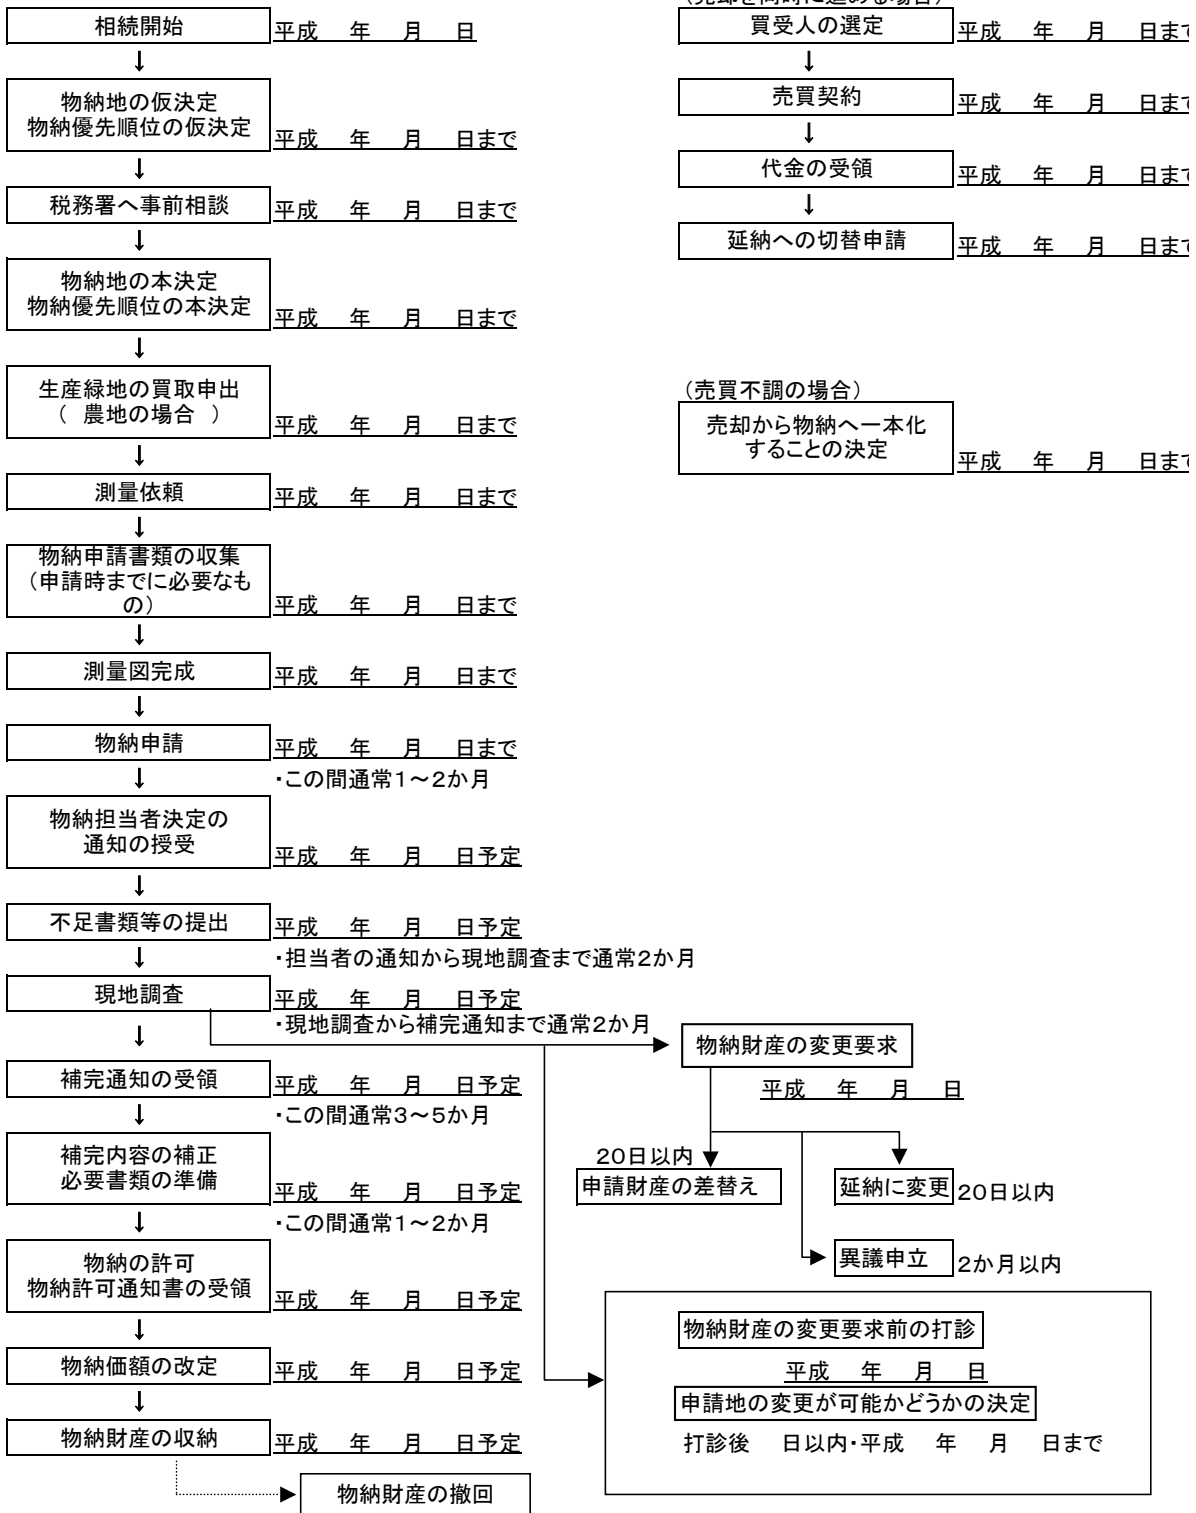 相続開始 平成 年 月 日
物納地の仮決定
物納優先順位の仮決定 平成 年 月 日まで
税務署へ事前相談 平成 年 月 日まで
物納地の本決定
物納優先順位の本決定 平成 年 月 日まで
生産緑地の買取申出
( 農地の場合 ) 平成 年 月 日まで
測量依頼 平成 年 月 日まで
物納申請書類の収集
(申請時までに必要なも
の) 平成 年 月 日まで
測量図完成 平成 年 月 日まで
物納申請 平成 年 月 日まで
・この間通常1~2か月
物納担当者決定の
通知の授受 平成 年 月 日予定
不足書類等の提出 平成 年 月 日予定
・担当者の通知から現地調査まで通常2か月
現地調査 平成 年 月 日予定
・現地調査から補完通知まで通常2か月
補完通知の受領 平成 年 月 日予定
・この間通常3~5か月
補完内容の補正
必要書類の準備 平成 年 月 日予定
・この間通常1~2か月
物納の許可
物納許可通知書の受領 平成 年 月 日予定
物納価額の改定 平成 年 月 日予定
物納財産の収納 平成 年 月 日予定
物納財産の撤回
(売却を同時に進める場合)
買受人の選定 平成 年 月 日まで
売買契約 平成 年 月 日まで
代金の受領 平成 年 月 日まで
延納への切替申請 平成 年 月 日まで
(売買不調の場合)
売却から物納へ一本化
することの決定 平成 年 月 日まで
物納財産の変更要求
平成 年 月 日
20日以内
申請財産の差替え
延納に変更 20日以内
異議申立 2か月以内
物納財産の変更要求前の打診
平成 年 月 日
申請地の変更が可能かどうかの決定
打診後 日以内・平成 年 月 日まで